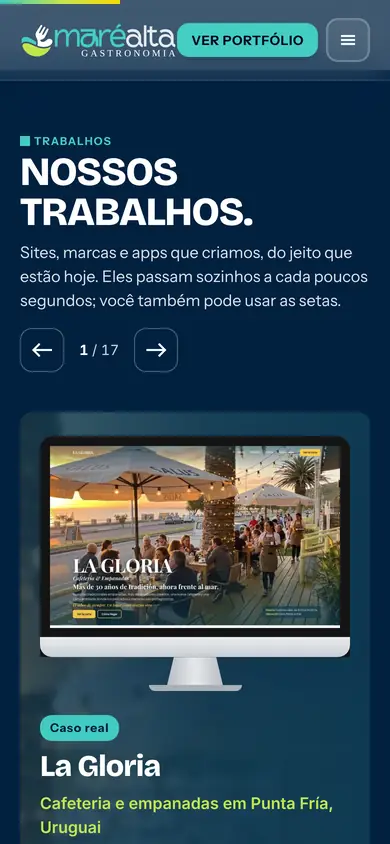 maréalta
GASTRONOMIA
VER PORTFÓLIO
TRABALHOS
NOSSOS
TRABALHOS.
Sites, marcas e apps que criamos, do jeito que
estão hoje. Eles passam sozinhos a cada poucos
segundos; você também pode usar as setas.
1 / 17
LA GLORIA
Cafetería & Empanadas
Más de 30 años de tradición, ahora frente al mar.
Caso real
La Gloria
Cafeteria e empanadas em Punta Fría,
Uruguai